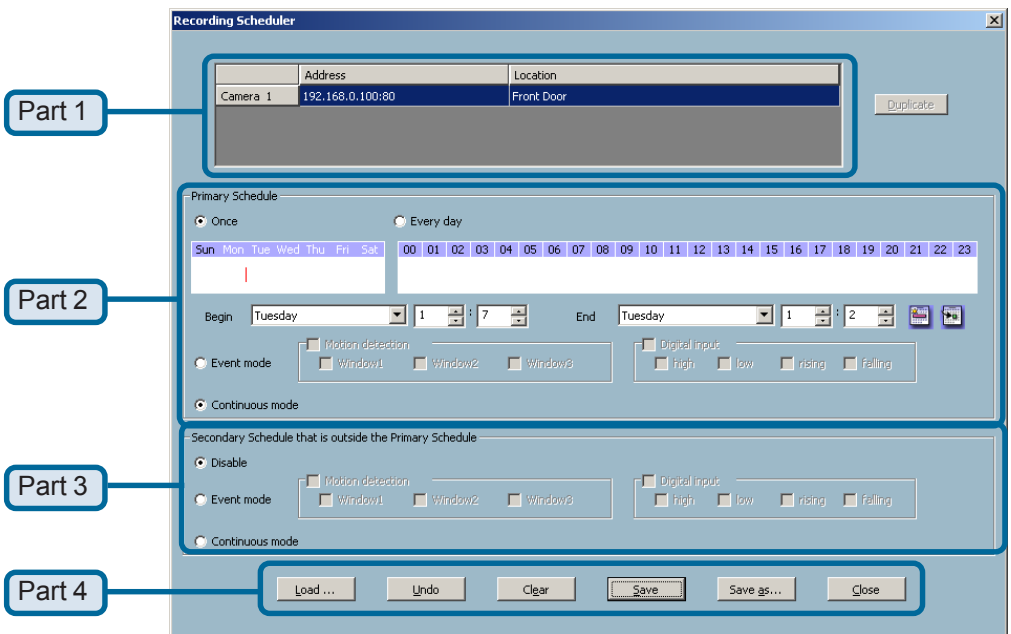 Recording Scheduler
Address Location
Camera 1 192.168.0.100:80 Front Door
Duplicate
Part 1
Primary Schedule
Once Every day
Sun Mon Tue Wed Thu Fri Sat 00 01 02 03 04 05 06 07 08 09 10 11 12 13 14 15 16 17 18 19 20 21 22 23
Part 2
Begin Tuesday 1 : 7 End Tuesday 1 : 2
Motion detection Digital input
Event mode Window1 Window2 Window3 high low rising falling
Continuous mode
Secondary Schedule that is outside the Primary Schedule
Disable
Part 3
Motion detection Digital input
Event mode Window1 Window2 Window3 high low rising falling
Continuous mode
Part 4
Load ... Undo Clear Save Save as... Close